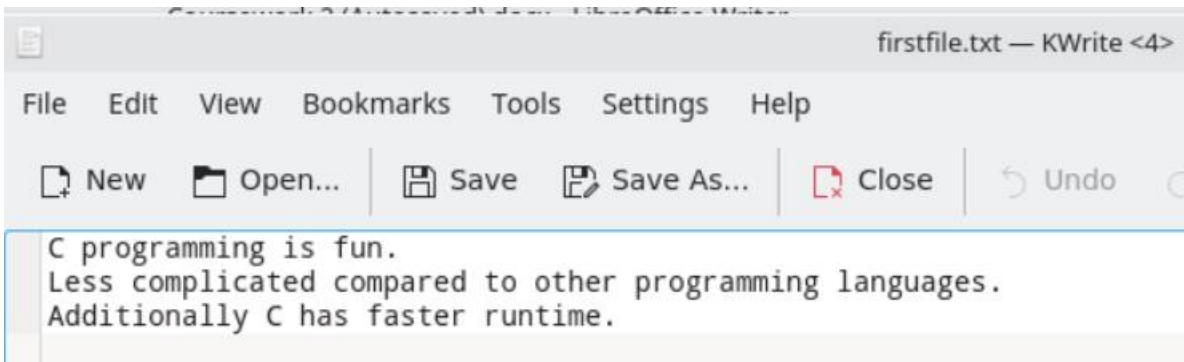 firstfile.txt — KWrite <4>
File Edit View Bookmarks Tools Settings Help
New Open... Save Save As... Close Undo
C programming is fun.
Less complicated compared to other programming languages.
Additionally C has faster runtime.